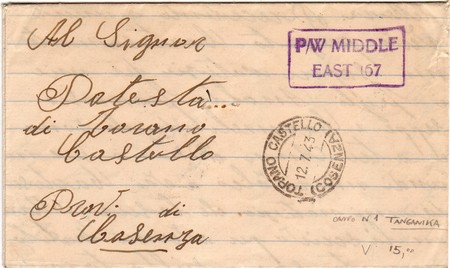 Al Signor
P/W MIDDLE
EAST 167
Podestà...
di Torano
Castello
TORANO CASTELLO (COSENZA)
12.7.43
Prov. di
Cosenza
CAMPO N 1 TANGANIKA
V 15,-